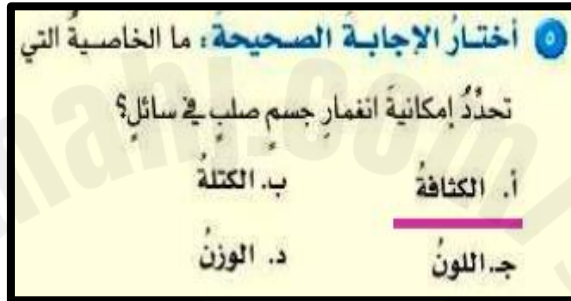 ٥ أختارُ الإجابةَ الصحيحةَ: ما الخاصيةُ التي
تحدِّدُ إمكانيةَ انغمارِ جسمٍ صلبٍ في سائلٍ؟
أ. الكثافةُ ب. الكتلةُ
جـ. اللونُ د. الوزنُ